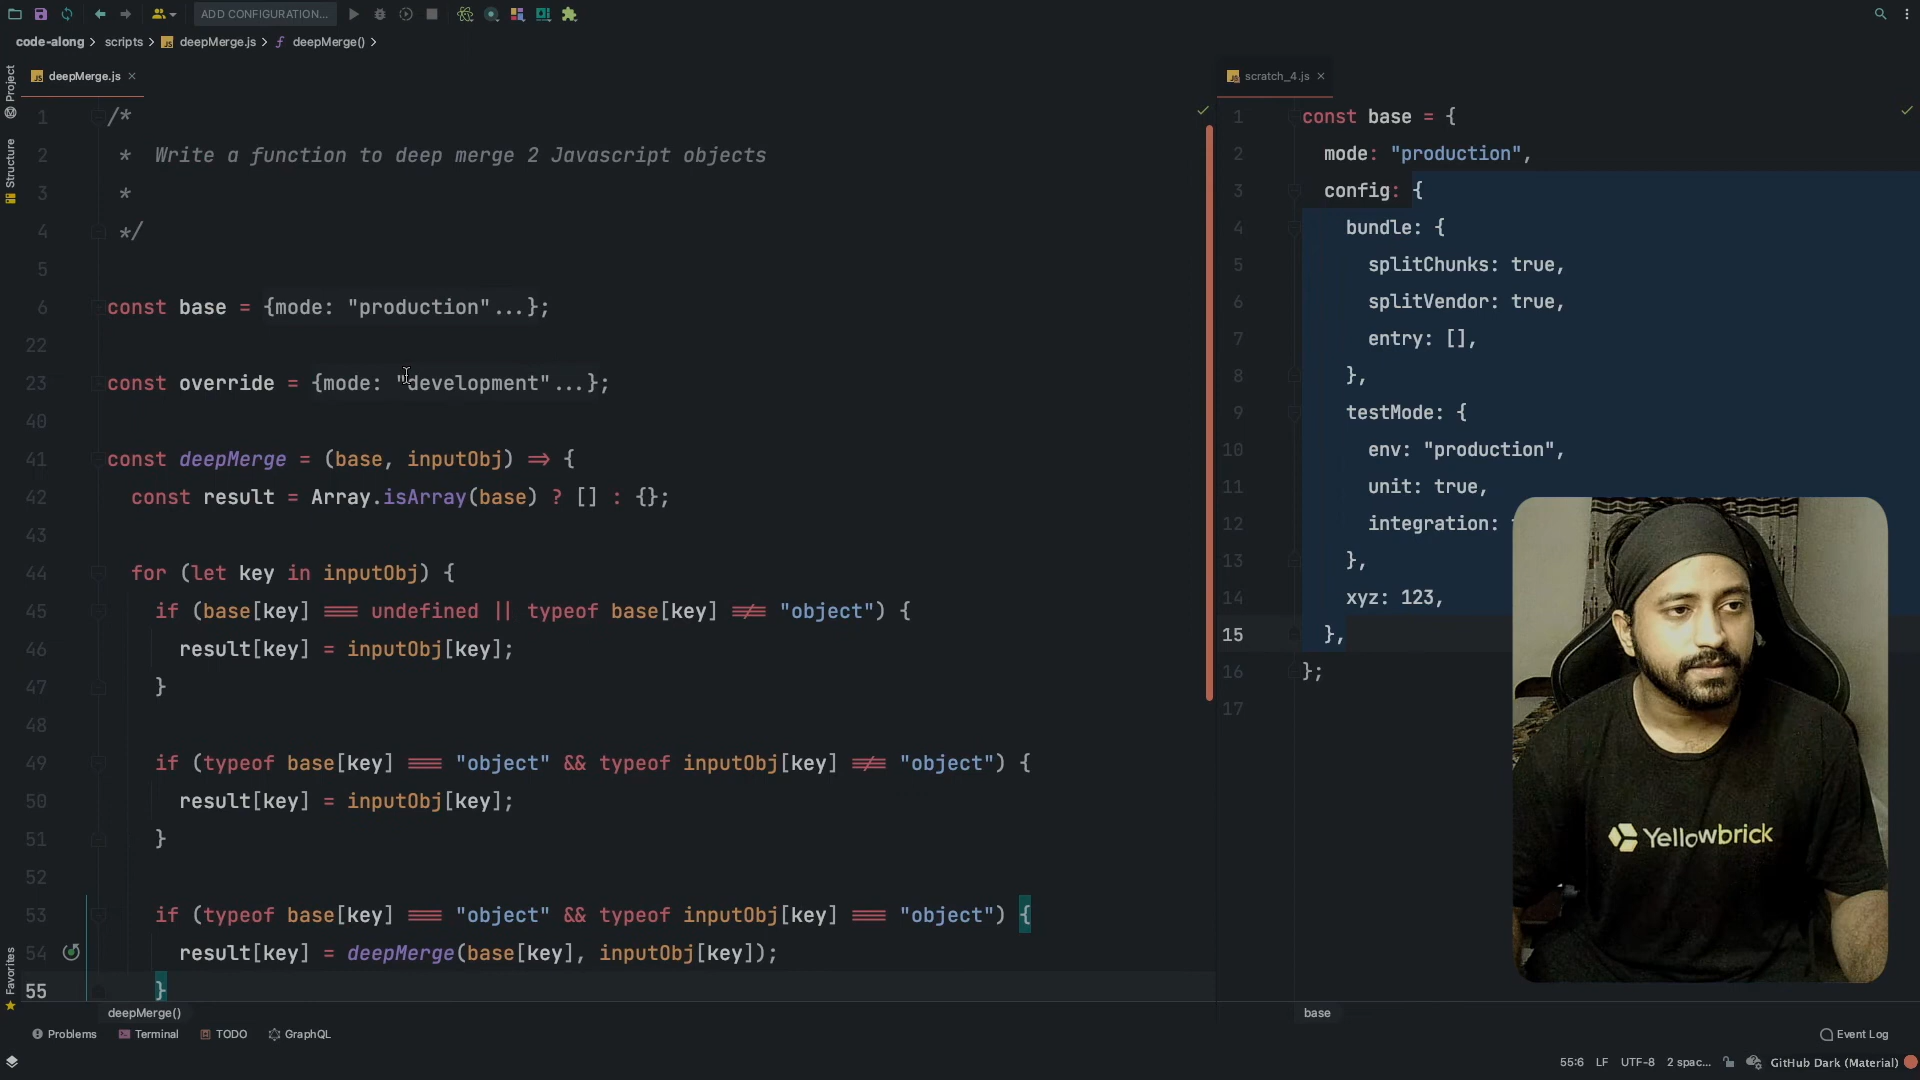 ADD CONFIGURATION...
code-along > scripts > deepMerge.js > deepMerge() >
Project
Structure
Favorites
deepMerge.js ×
1 /*
2 * Write a function to deep merge 2 Javascript objects
3 *
4 */
5
6 const base = {mode: "production"...};
22
23 const override = {mode: "development"...};
40
41 const deepMerge = (base, inputObj) => {
42 const result = Array.isArray(base) ? [] : {};
43
44 for (let key in inputObj) {
45 if (base[key] === undefined || typeof base[key] !== "object") {
46 result[key] = inputObj[key];
47 }
48
49 if (typeof base[key] === "object" && typeof inputObj[key] !== "object") {
50 result[key] = inputObj[key];
51 }
52
53 if (typeof base[key] === "object" && typeof inputObj[key] === "object") {
54 result[key] = deepMerge(base[key], inputObj[key]);
55 }
deepMerge()
scratch_4.js ×
1 const base = {
2 mode: "production",
3 config: {
4 bundle: {
5 splitChunks: true,
6 splitVendor: true,
7 entry: [],
8 },
9 testMode: {
10 env: "production",
11 unit: true,
12 integration:
13 },
14 xyz: 123,
15 },
16 };
17
Yellowbrick
base
Problems Terminal TODO GraphQL Event Log
55:6 LF UTF-8 2 spac... GitHub Dark (Material)